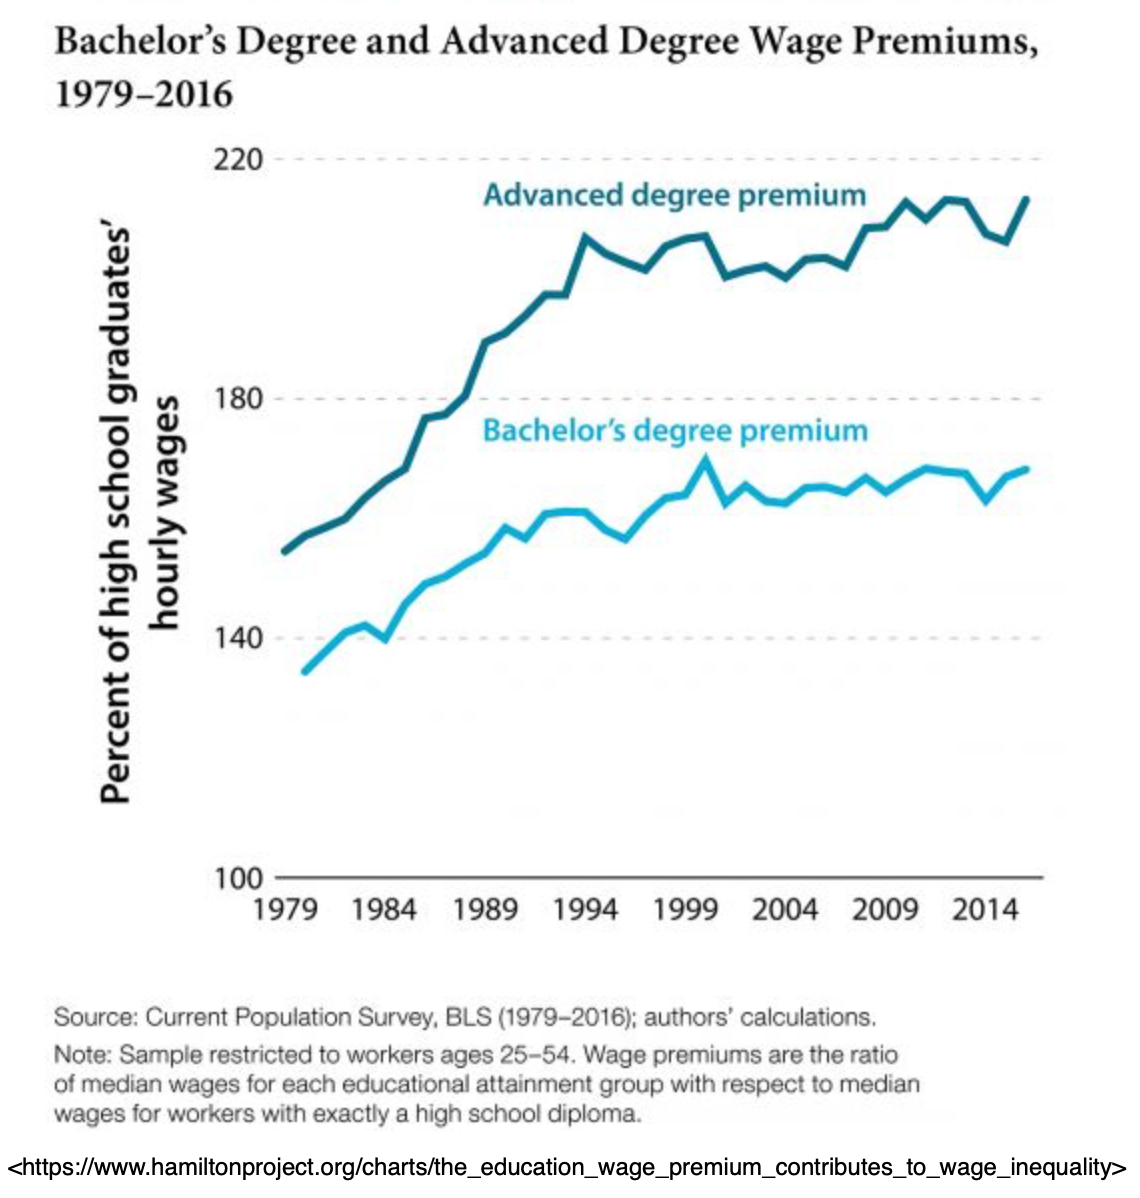 Bachelor’s Degree and Advanced Degree Wage Premiums,
1979–2016
Percent of high school graduates’
hourly wages
220
Advanced degree premium
180
Bachelor’s degree premium
140
100
1979 1984 1989 1994 1999 2004 2009 2014
Source: Current Population Survey, BLS (1979–2016); authors’ calculations.
Note: Sample restricted to workers ages 25–54. Wage premiums are the ratio
of median wages for each educational attainment group with respect to median
wages for workers with exactly a high school diploma.
<https://www.hamiltonproject.org/charts/the_education_wage_premium_contributes_to_wage_inequality>